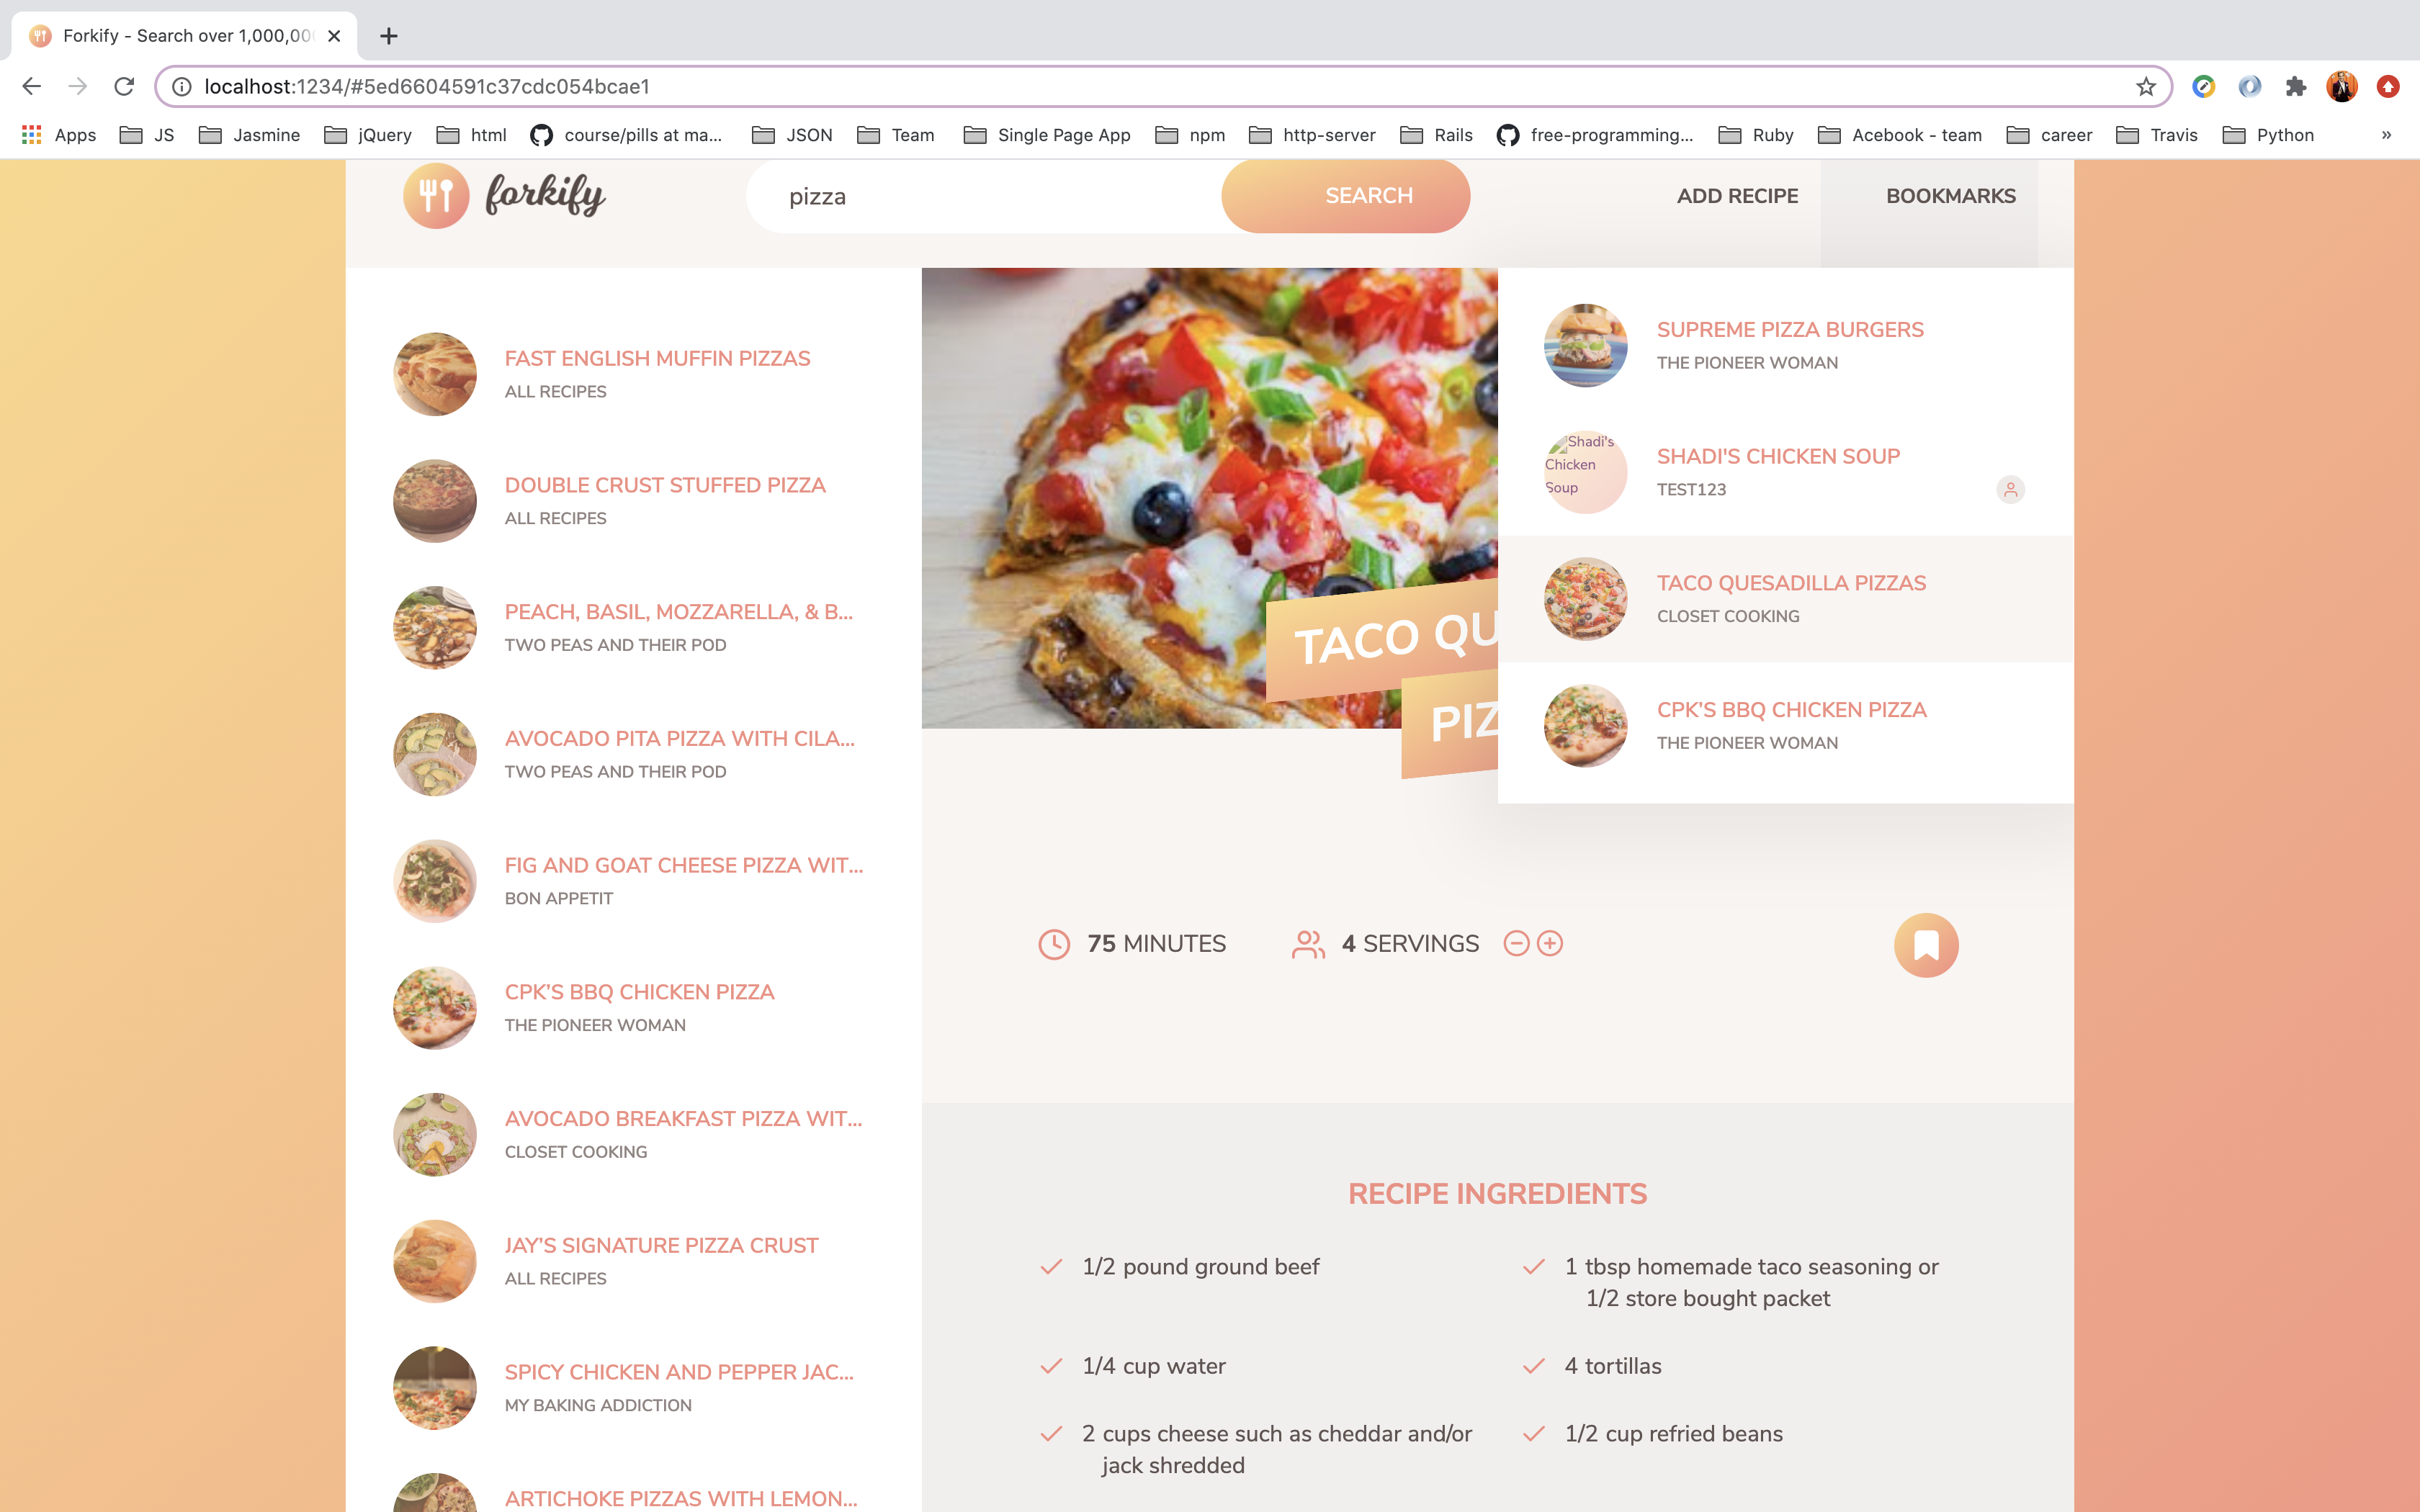 Forkify - Search over 1,000,00
localhost:1234/#5ed6604591c37cdc054bcae1
Apps JS Jasmine jQuery html course/pills at ma... JSON Team Single Page App npm http-server Rails free-programming... Ruby Acebook - team career Travis Python »
forkify
pizza
SEARCH
ADD RECIPE
BOOKMARKS
FAST ENGLISH MUFFIN PIZZAS
ALL RECIPES
DOUBLE CRUST STUFFED PIZZA
ALL RECIPES
PEACH, BASIL, MOZZARELLA, & B...
TWO PEAS AND THEIR POD
AVOCADO PITA PIZZA WITH CILA...
TWO PEAS AND THEIR POD
FIG AND GOAT CHEESE PIZZA WIT...
BON APPETIT
CPK'S BBQ CHICKEN PIZZA
THE PIONEER WOMAN
AVOCADO BREAKFAST PIZZA WIT...
CLOSET COOKING
JAY'S SIGNATURE PIZZA CRUST
ALL RECIPES
SPICY CHICKEN AND PEPPER JAC...
MY BAKING ADDICTION
ARTICHOKE PIZZAS WITH LEMON...
TACO QU
PIZ
SUPREME PIZZA BURGERS
THE PIONEER WOMAN
Shadi's
Chicken
Soup
SHADI'S CHICKEN SOUP
TEST123
TACO QUESADILLA PIZZAS
CLOSET COOKING
CPK'S BBQ CHICKEN PIZZA
THE PIONEER WOMAN
75 MINUTES
4 SERVINGS
RECIPE INGREDIENTS
1/2 pound ground beef
1 tbsp homemade taco seasoning or
1/2 store bought packet
1/4 cup water
4 tortillas
2 cups cheese such as cheddar and/or
jack shredded
1/2 cup refried beans